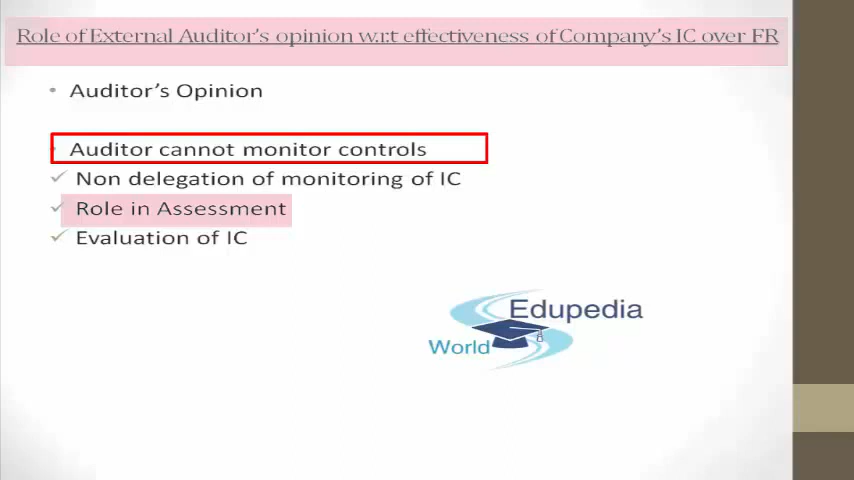 Role of External Auditor's opinion w.r.t effectiveness of Company's IC over FR
• Auditor's Opinion
Auditor cannot monitor controls
✓ Non delegation of monitoring of IC
✓ Role in Assessment
✓ Evaluation of IC
Edupedia
World